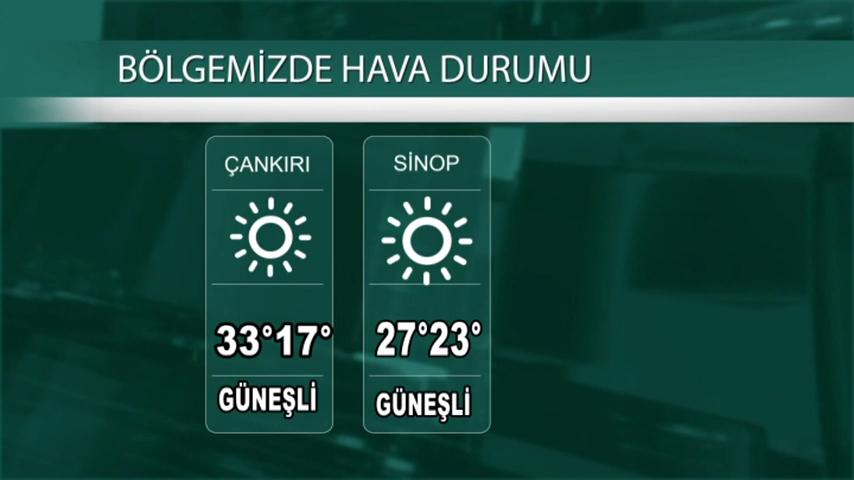 BÖLGEMİZDE HAVA DURUMU
ÇANKIRI
33°17°
GÜNEŞLİ
SİNOP
27°23°
GÜNEŞLİ